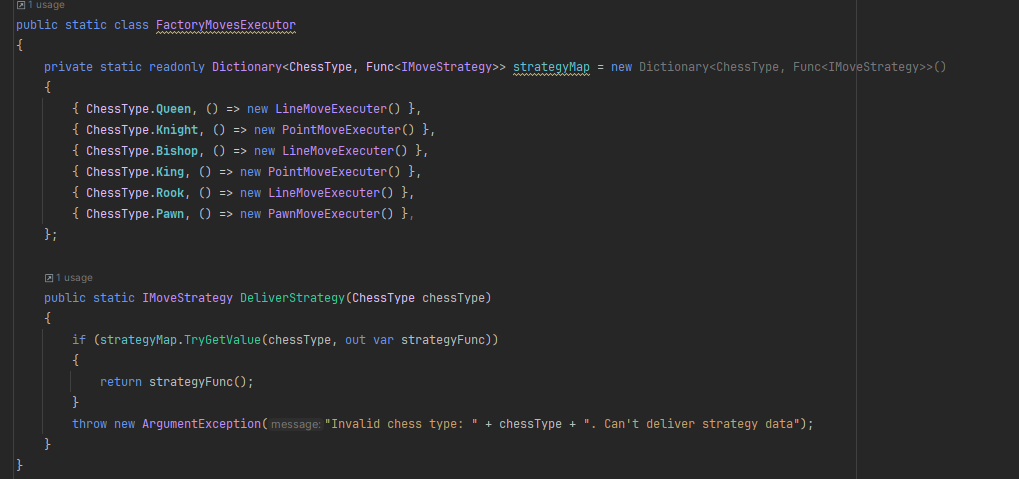 1 usage
public static class FactoryMovesExecutor
{
    private static readonly Dictionary<ChessType, Func<IMoveStrategy>> strategyMap = new Dictionary<ChessType, Func<IMoveStrategy>>()
    {
        { ChessType.Queen, () => new LineMoveExecuter() },
        { ChessType.Knight, () => new PointMoveExecuter() },
        { ChessType.Bishop, () => new LineMoveExecuter() },
        { ChessType.King, () => new PointMoveExecuter() },
        { ChessType.Rook, () => new LineMoveExecuter() },
        { ChessType.Pawn, () => new PawnMoveExecuter() },
    };
    1 usage
    public static IMoveStrategy DeliverStrategy(ChessType chessType)
    {
        if (strategyMap.TryGetValue(chessType, out var strategyFunc))
        {
            return strategyFunc();
        }
        throw new ArgumentException(message: "Invalid chess type: " + chessType + ". Can't deliver strategy data");
    }
}